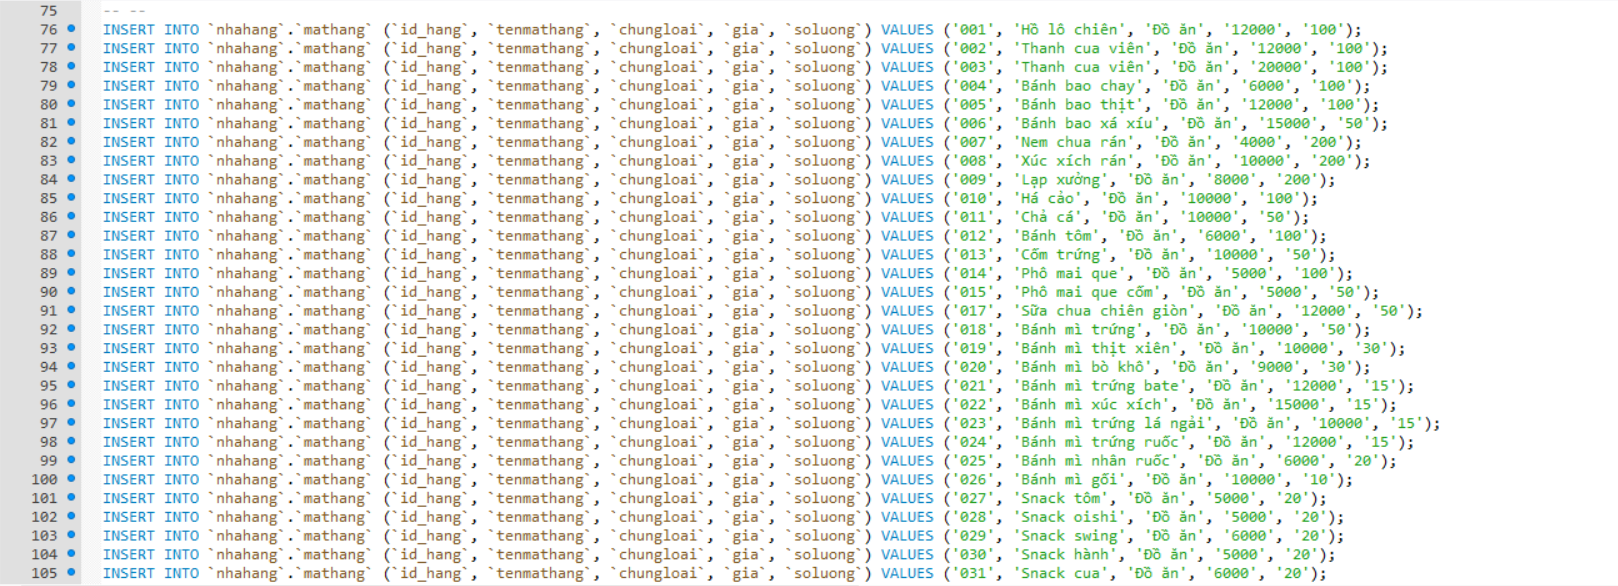 75 -- --
76 INSERT INTO `nhahang`.`mathang` (`id_hang`, `tenmathang`, `chungloai`, `gia`, `soluong`) VALUES ('001', 'Hồ lô chiên', 'Đồ ăn', '12000', '100');
77 INSERT INTO `nhahang`.`mathang` (`id_hang`, `tenmathang`, `chungloai`, `gia`, `soluong`) VALUES ('002', 'Thanh cua viên', 'Đồ ăn', '12000', '100');
78 INSERT INTO `nhahang`.`mathang` (`id_hang`, `tenmathang`, `chungloai`, `gia`, `soluong`) VALUES ('003', 'Thanh cua viên', 'Đồ ăn', '20000', '100');
79 INSERT INTO `nhahang`.`mathang` (`id_hang`, `tenmathang`, `chungloai`, `gia`, `soluong`) VALUES ('004', 'Bánh bao chay', 'Đồ ăn', '6000', '100');
80 INSERT INTO `nhahang`.`mathang` (`id_hang`, `tenmathang`, `chungloai`, `gia`, `soluong`) VALUES ('005', 'Bánh bao thịt', 'Đồ ăn', '12000', '100');
81 INSERT INTO `nhahang`.`mathang` (`id_hang`, `tenmathang`, `chungloai`, `gia`, `soluong`) VALUES ('006', 'Bánh bao xá xíu', 'Đồ ăn', '15000', '50');
82 INSERT INTO `nhahang`.`mathang` (`id_hang`, `tenmathang`, `chungloai`, `gia`, `soluong`) VALUES ('007', 'Nem chua rán', 'Đồ ăn', '4000', '200');
83 INSERT INTO `nhahang`.`mathang` (`id_hang`, `tenmathang`, `chungloai`, `gia`, `soluong`) VALUES ('008', 'Xúc xích rán', 'Đồ ăn', '10000', '200');
84 INSERT INTO `nhahang`.`mathang` (`id_hang`, `tenmathang`, `chungloai`, `gia`, `soluong`) VALUES ('009', 'Lạp xưởng', 'Đồ ăn', '8000', '200');
85 INSERT INTO `nhahang`.`mathang` (`id_hang`, `tenmathang`, `chungloai`, `gia`, `soluong`) VALUES ('010', 'Há cảo', 'Đồ ăn', '10000', '100');
86 INSERT INTO `nhahang`.`mathang` (`id_hang`, `tenmathang`, `chungloai`, `gia`, `soluong`) VALUES ('011', 'Chả cá', 'Đồ ăn', '10000', '50');
87 INSERT INTO `nhahang`.`mathang` (`id_hang`, `tenmathang`, `chungloai`, `gia`, `soluong`) VALUES ('012', 'Bánh tôm', 'Đồ ăn', '6000', '100');
88 INSERT INTO `nhahang`.`mathang` (`id_hang`, `tenmathang`, `chungloai`, `gia`, `soluong`) VALUES ('013', 'Cốm trứng', 'Đồ ăn', '10000', '50');
89 INSERT INTO `nhahang`.`mathang` (`id_hang`, `tenmathang`, `chungloai`, `gia`, `soluong`) VALUES ('014', 'Phô mai que', 'Đồ ăn', '5000', '100');
90 INSERT INTO `nhahang`.`mathang` (`id_hang`, `tenmathang`, `chungloai`, `gia`, `soluong`) VALUES ('015', 'Phô mai que cốm', 'Đồ ăn', '5000', '50');
91 INSERT INTO `nhahang`.`mathang` (`id_hang`, `tenmathang`, `chungloai`, `gia`, `soluong`) VALUES ('017', 'Sữa chua chiên giòn', 'Đồ ăn', '12000', '50');
92 INSERT INTO `nhahang`.`mathang` (`id_hang`, `tenmathang`, `chungloai`, `gia`, `soluong`) VALUES ('018', 'Bánh mì trứng', 'Đồ ăn', '10000', '50');
93 INSERT INTO `nhahang`.`mathang` (`id_hang`, `tenmathang`, `chungloai`, `gia`, `soluong`) VALUES ('019', 'Bánh mì thịt xiên', 'Đồ ăn', '10000', '30');
94 INSERT INTO `nhahang`.`mathang` (`id_hang`, `tenmathang`, `chungloai`, `gia`, `soluong`) VALUES ('020', 'Bánh mì bò khô', 'Đồ ăn', '9000', '30');
95 INSERT INTO `nhahang`.`mathang` (`id_hang`, `tenmathang`, `chungloai`, `gia`, `soluong`) VALUES ('021', 'Bánh mì trứng bate', 'Đồ ăn', '12000', '15');
96 INSERT INTO `nhahang`.`mathang` (`id_hang`, `tenmathang`, `chungloai`, `gia`, `soluong`) VALUES ('022', 'Bánh mì xúc xích', 'Đồ ăn', '15000', '15');
97 INSERT INTO `nhahang`.`mathang` (`id_hang`, `tenmathang`, `chungloai`, `gia`, `soluong`) VALUES ('023', 'Bánh mì trứng lá ngải', 'Đồ ăn', '10000', '15');
98 INSERT INTO `nhahang`.`mathang` (`id_hang`, `tenmathang`, `chungloai`, `gia`, `soluong`) VALUES ('024', 'Bánh mì trứng ruốc', 'Đồ ăn', '12000', '15');
99 INSERT INTO `nhahang`.`mathang` (`id_hang`, `tenmathang`, `chungloai`, `gia`, `soluong`) VALUES ('025', 'Bánh mì nhân ruốc', 'Đồ ăn', '6000', '20');
100 INSERT INTO `nhahang`.`mathang` (`id_hang`, `tenmathang`, `chungloai`, `gia`, `soluong`) VALUES ('026', 'Bánh mì gối', 'Đồ ăn', '10000', '10');
101 INSERT INTO `nhahang`.`mathang` (`id_hang`, `tenmathang`, `chungloai`, `gia`, `soluong`) VALUES ('027', 'Snack tôm', 'Đồ ăn', '5000', '20');
102 INSERT INTO `nhahang`.`mathang` (`id_hang`, `tenmathang`, `chungloai`, `gia`, `soluong`) VALUES ('028', 'Snack oishi', 'Đồ ăn', '5000', '20');
103 INSERT INTO `nhahang`.`mathang` (`id_hang`, `tenmathang`, `chungloai`, `gia`, `soluong`) VALUES ('029', 'Snack swing', 'Đồ ăn', '6000', '20');
104 INSERT INTO `nhahang`.`mathang` (`id_hang`, `tenmathang`, `chungloai`, `gia`, `soluong`) VALUES ('030', 'Snack hành', 'Đồ ăn', '5000', '20');
105 INSERT INTO `nhahang`.`mathang` (`id_hang`, `tenmathang`, `chungloai`, `gia`, `soluong`) VALUES ('031', 'Snack cua', 'Đồ ăn', '6000', '20');